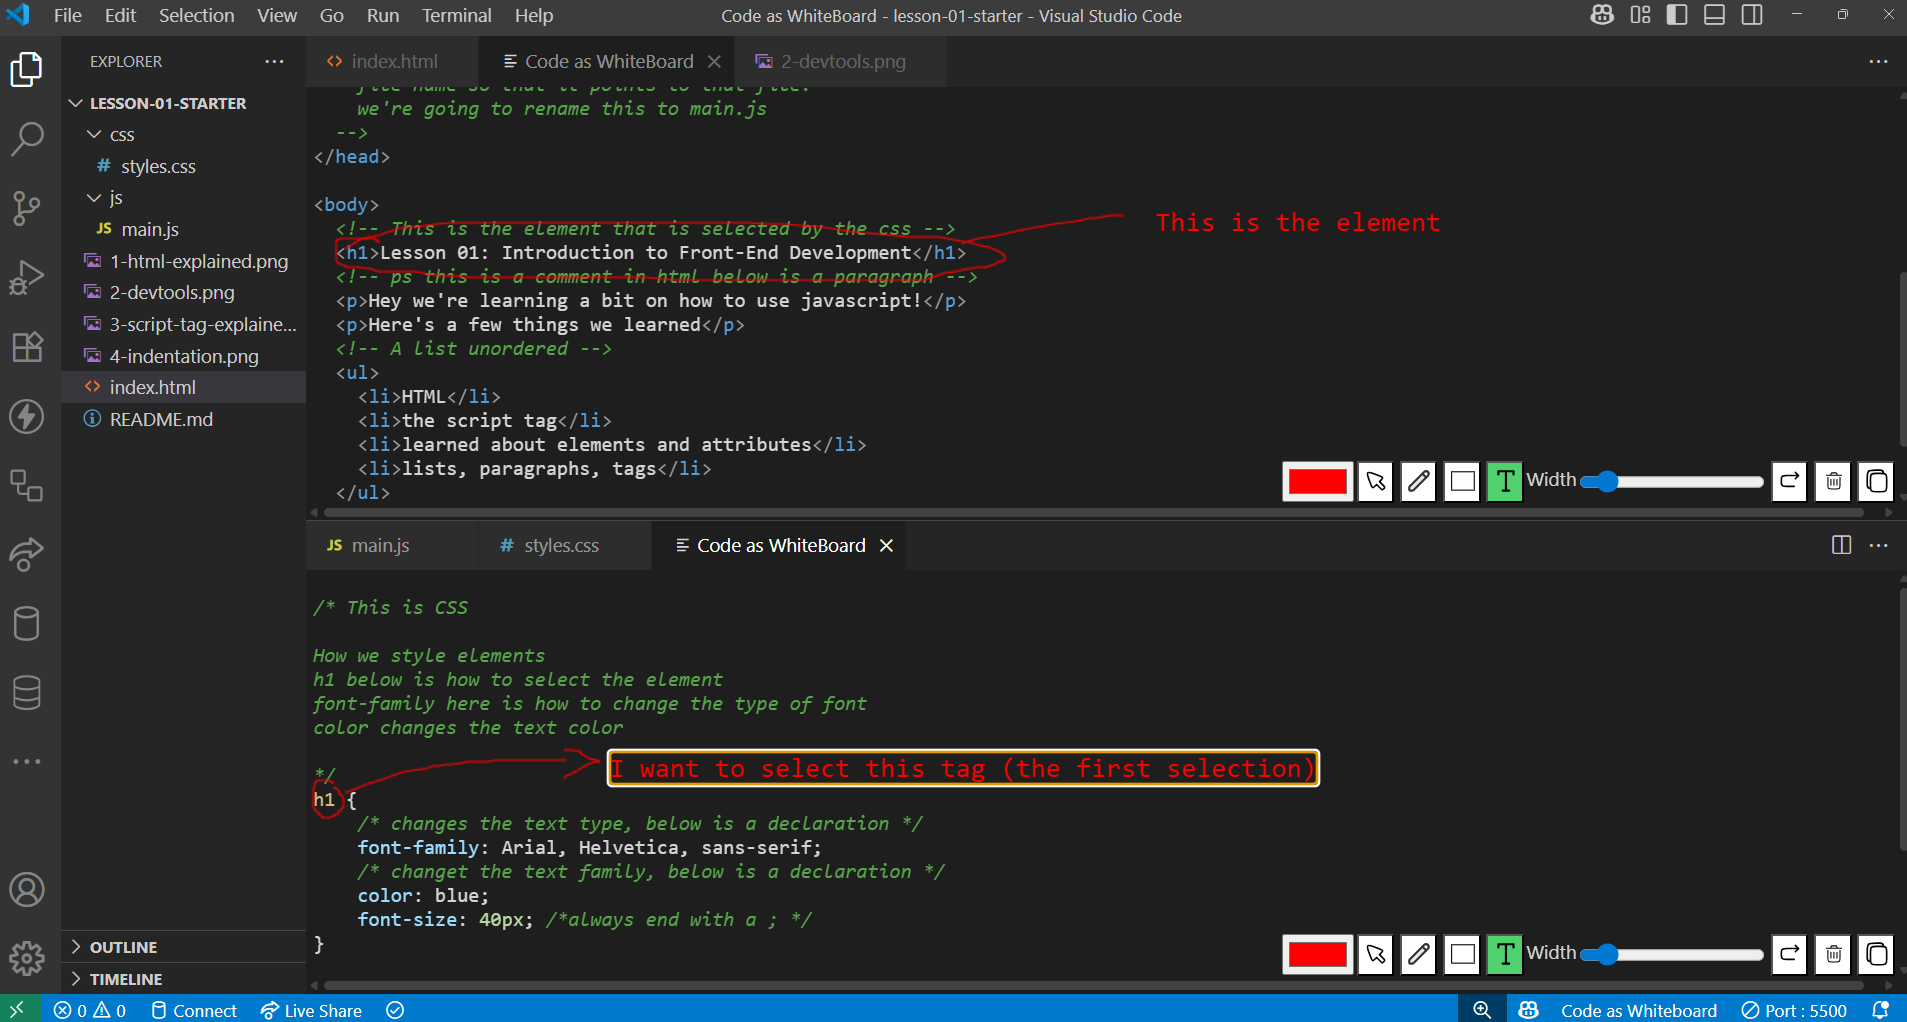 File Edit Selection View Go Run Terminal Help Code as WhiteBoard - lesson-01-starter - Visual Studio Code
EXPLORER
LESSON-01-STARTER
css
# styles.css
js
JS main.js
1-html-explained.png
2-devtools.png
3-script-tag-explaine...
4-indentation.png
<> index.html
README.md
OUTLINE
TIMELINE
<> index.html Code as WhiteBoard 2-devtools.png
file name so that it points to that file.
we're going to rename this to main.js
-->
</head>
<body>
<!-- This is the element that is selected by the css -->
This is the element
<h1>Lesson 01: Introduction to Front-End Development</h1>
<!-- ps this is a comment in html below is a paragraph -->
<p>Hey we're learning a bit on how to use javascript!</p>
<p>Here's a few things we learned</p>
<!-- A list unordered -->
<ul>
<li>HTML</li>
<li>the script tag</li>
<li>learned about elements and attributes</li>
<li>lists, paragraphs, tags</li>
</ul>
T Width
JS main.js # styles.css Code as WhiteBoard
/* This is CSS
How we style elements
h1 below is how to select the element
font-family here is how to change the type of font
color changes the text color
*/
I want to select this tag (the first selection)
h1 {
/* changes the text type, below is a declaration */
font-family: Arial, Helvetica, sans-serif;
/* changet the text family, below is a declaration */
color: blue;
font-size: 40px; /*always end with a ; */
}
T Width
0 0 Connect Live Share Code as Whiteboard Port : 5500